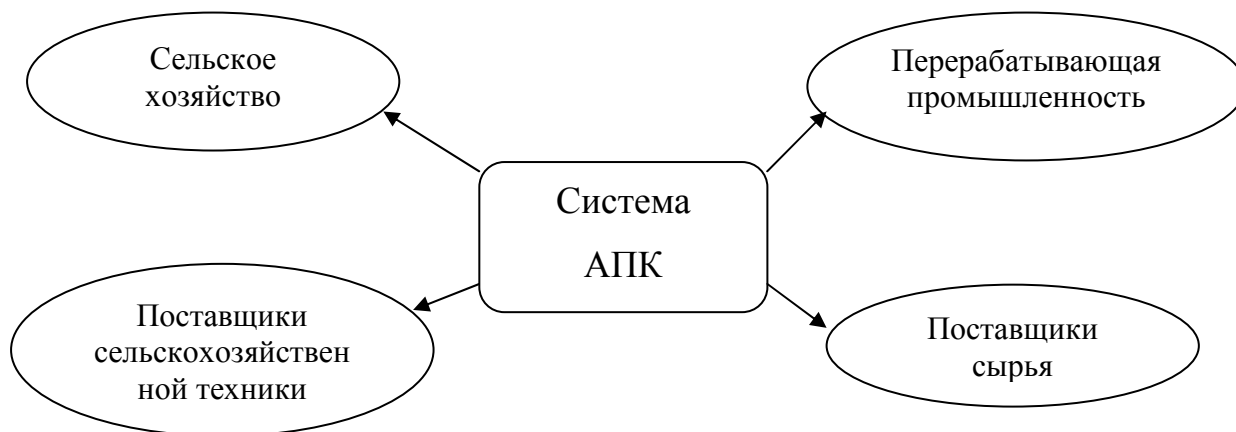 Сельское
хозяйство
Перерабатывающая
промышленность
Система
АПК
Поставщики
сельскохозяйствен
ной техники
Поставщики
сырья